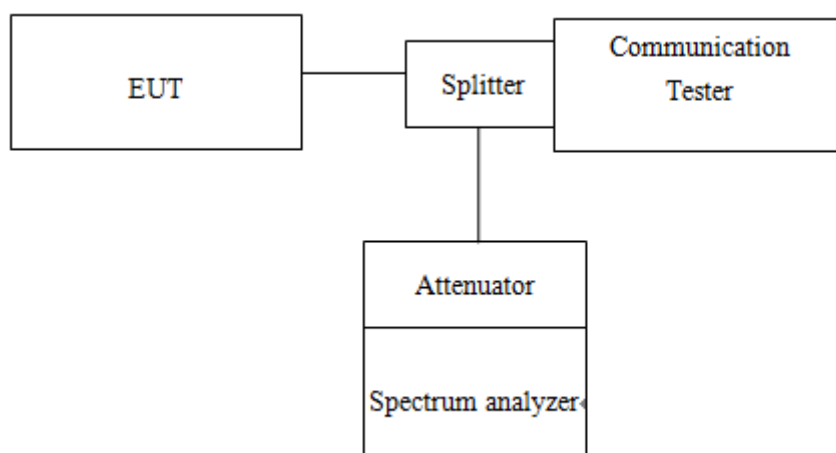 EUT
Splitter
Communication
Tester
Attenuator
Spectrum analyzer